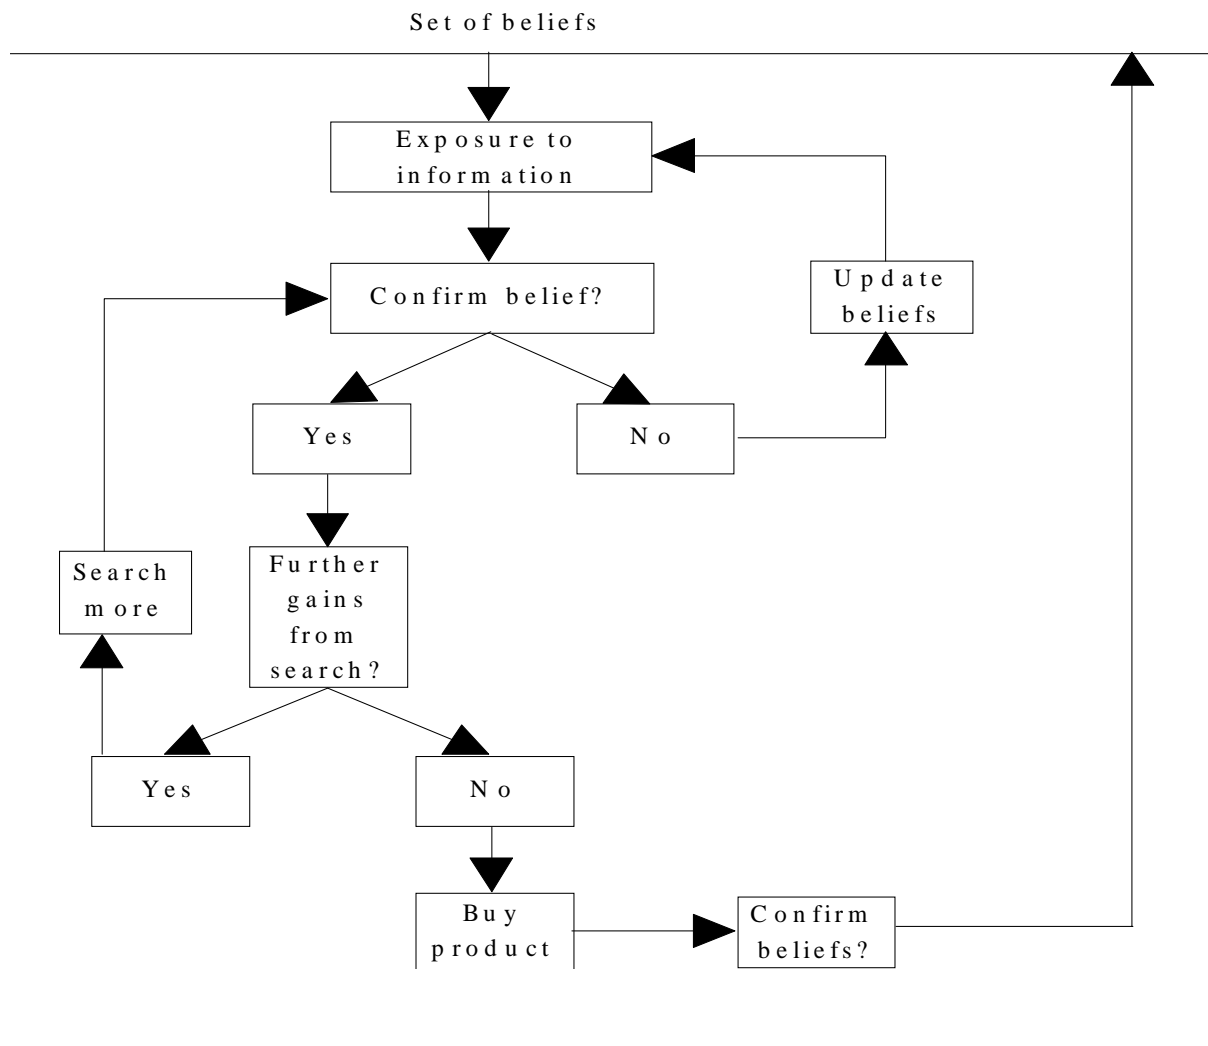 Set of beliefs
Exposure to
information
Confirm belief?
Update
beliefs
Yes
No
Search
more
Further
gains
from
search?
Yes
No
Buy
product
Confirm
beliefs?